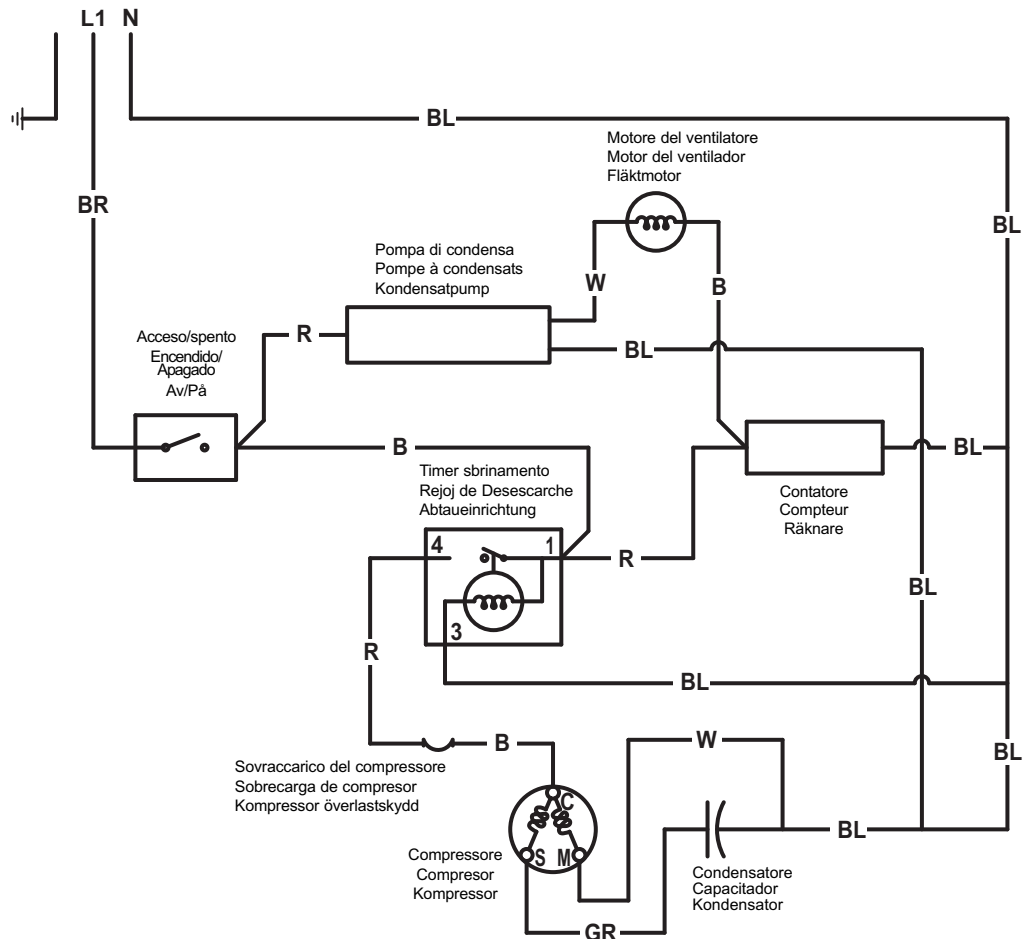 L1 N
BL
Motore del ventilatore
Motor del ventilador
Fläktmotor
BR
BL
Pompa di condensa
Pompe à condensats
Kondensatpump
W
B
Acceso/spento
Encendido/
Apagado
Av/På
R
BL
B
BL
Timer sbrinamento
Rejoj de Desescarche
Abtaueinrichtung
Contatore
Compteur
Räknare
4
1
R
BL
3
R
BL
B
W
BL
Sovraccarico del compressore
Sobrecarga de compresor
Kompressor överlastskydd
C
BL
S M
Compressore
Compresor
Kompressor
Condensatore
Capacitador
Kondensator
GR